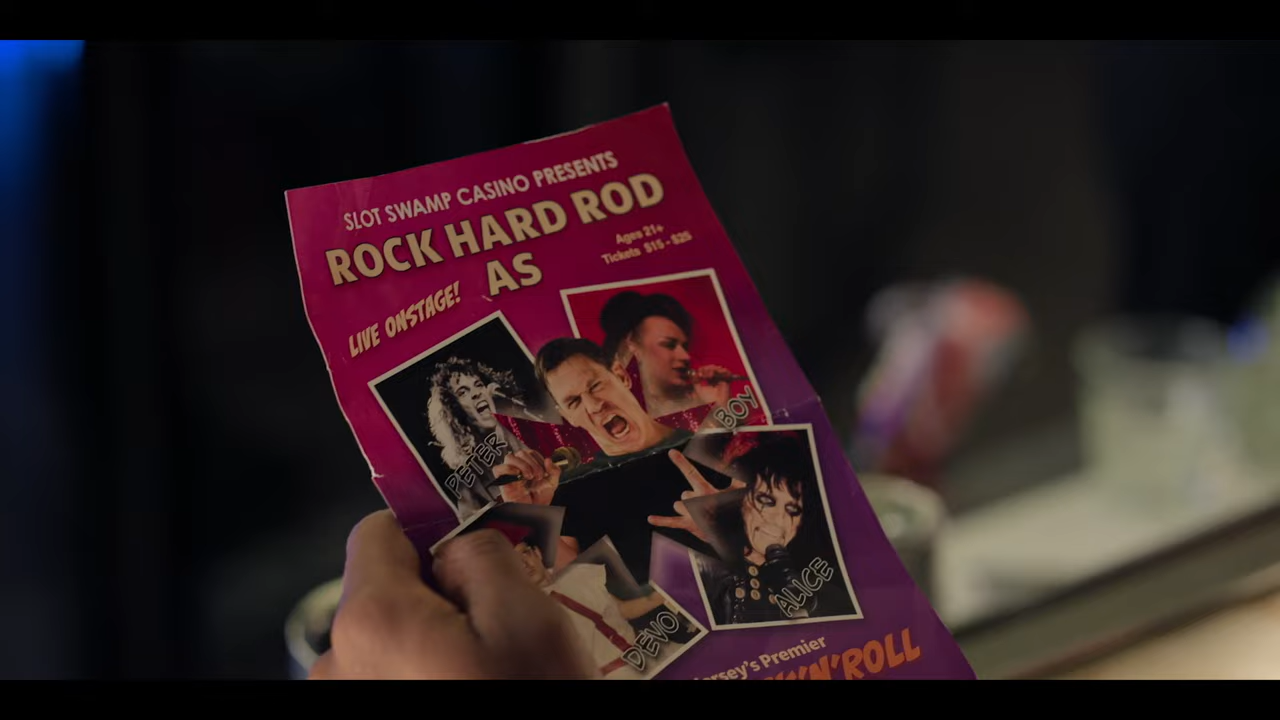 SLOT SWAMP CASINO PRESENTS
ROCK HARD ROD
AS
Ages 21+
Tickets $15 - $25
LIVE ONSTAGE!
PETER
BOY
ALICE
DEVO
Premier
ROLL